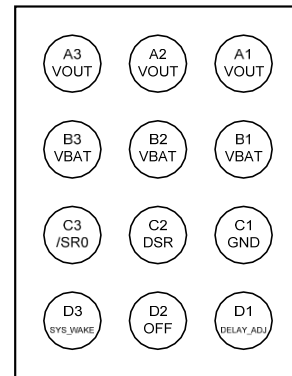 A3 A2 A1
VOUT VOUT VOUT
B3 B2 B1
VBAT VBAT VBAT
C3 C2 C1
/SR0 DSR GND
D3 D2 D1
SYS_WAKE OFF DELAY_ADJ